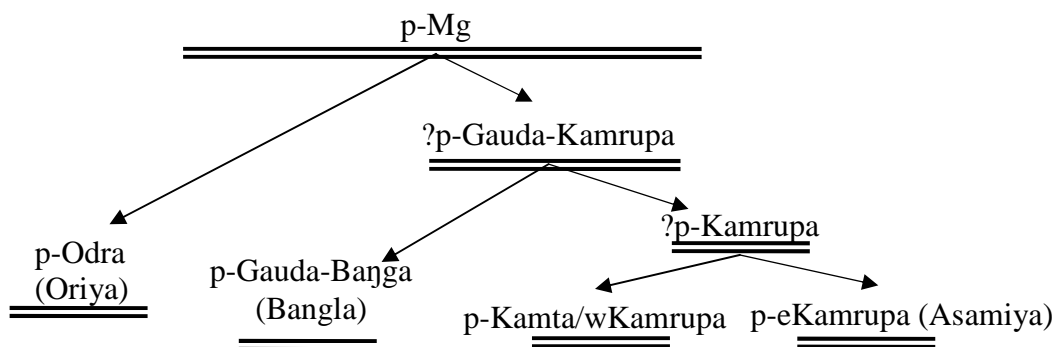 p-Mg
?p-Gauda-Kamrupa
?p-Kamrupa
p-Odra
(Oriya)
p-Gauda-Baŋga
(Bangla)
p-Kamta/wKamrupa
p-eKamrupa (Asamiya)